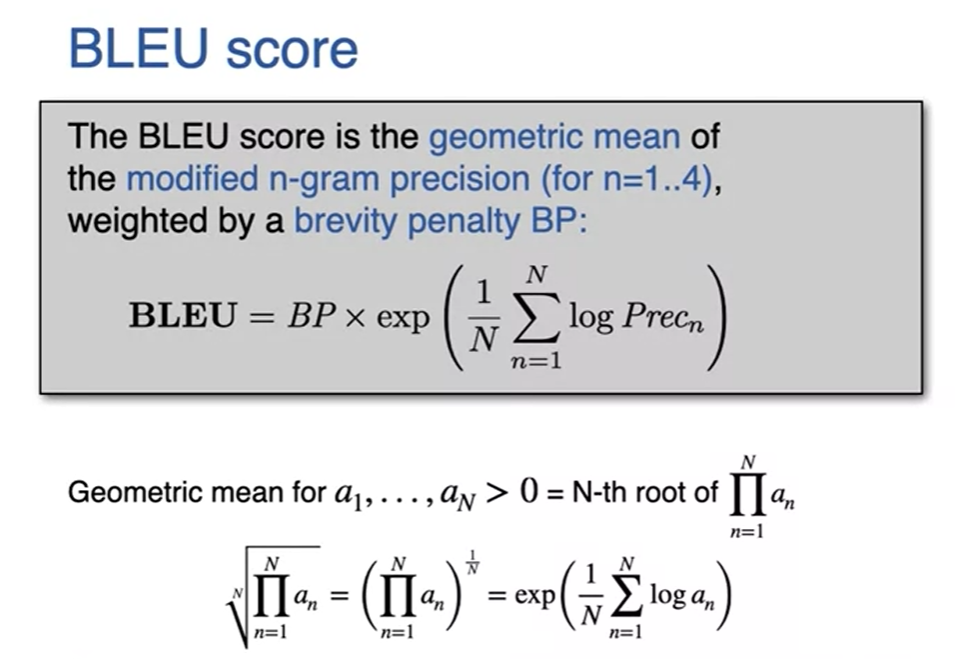 BLEU score
The BLEU score is the geometric mean of
the modified n-gram precision (for n=1..4),
weighted by a brevity penalty BP:
$\mathbf{BLEU} = BP \times \exp\left(\frac{1}{N} \sum_{n=1}^{N} \log Prec_n\right)$
Geometric mean for $a_1, \ldots, a_N > 0$ = N-th root of $\prod_{n=1}^{N} a_n$
$\sqrt[N]{\prod_{n=1}^{N} a_n} = \left(\prod_{n=1}^{N} a_n\right)^{\frac{1}{N}} = \exp\left(\frac{1}{N} \sum_{n=1}^{N} \log a_n\right)$